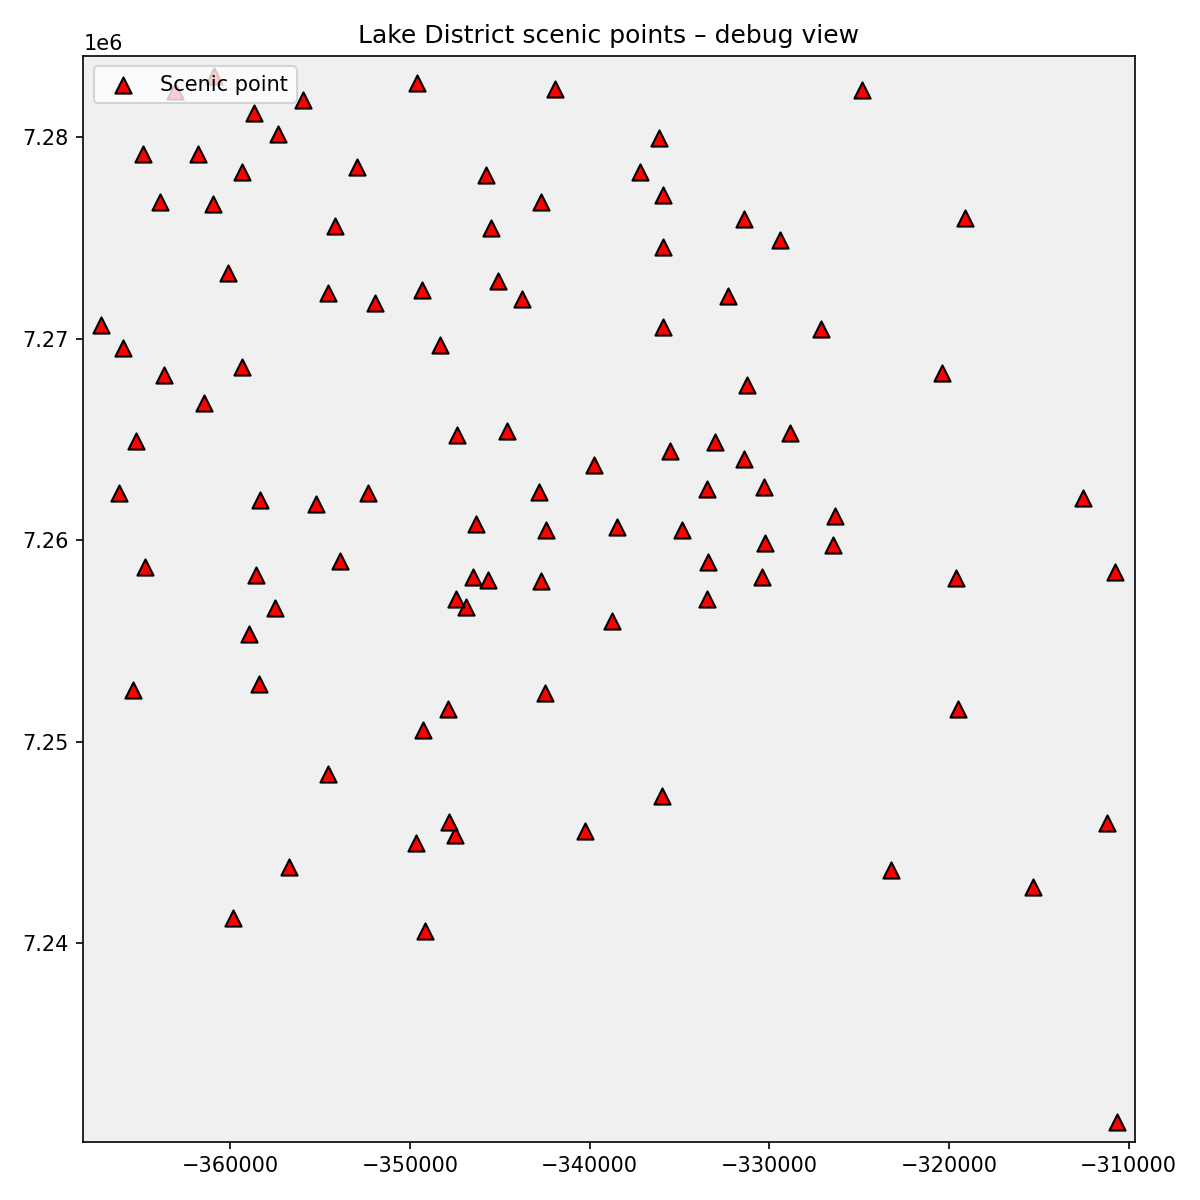 Lake District scenic points – debug view
1e6
Scenic point
7.28
7.27
7.26
7.25
7.24
−360000 −350000 −340000 −330000 −320000 −310000